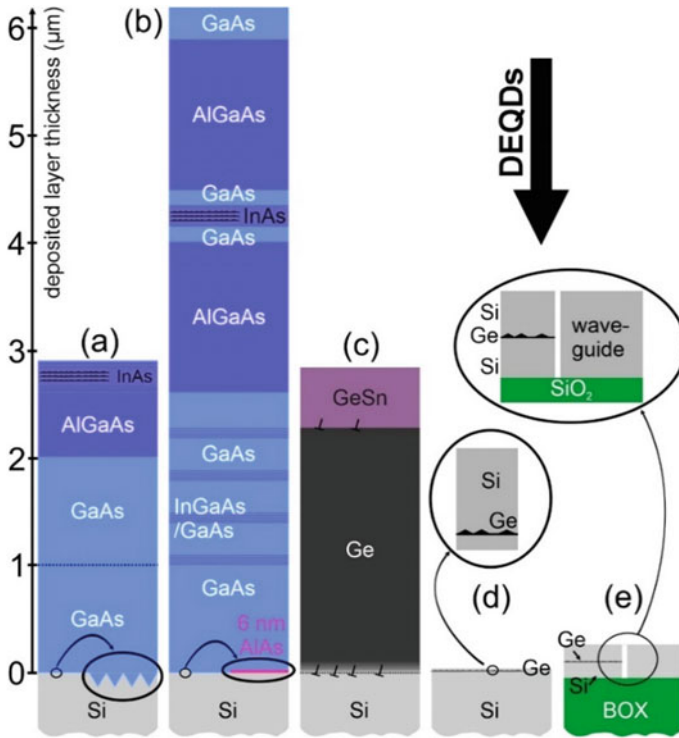 deposited layer thickness (μm)
6
5
4
3
2
1
0
(a)
InAs
AlGaAs
GaAs
GaAs
Si
(b)
GaAs
AlGaAs
GaAs
InAs
GaAs
AlGaAs
GaAs
InGaAs
/GaAs
GaAs
6 nm
AlAs
Si
(c)
GeSn
Ge
Si
DEQDs
Si
Ge
Si
wave-
guide
SiO₂
Si
Ge
(d)
Ge
Si
(e)
Ge
Si
BOX